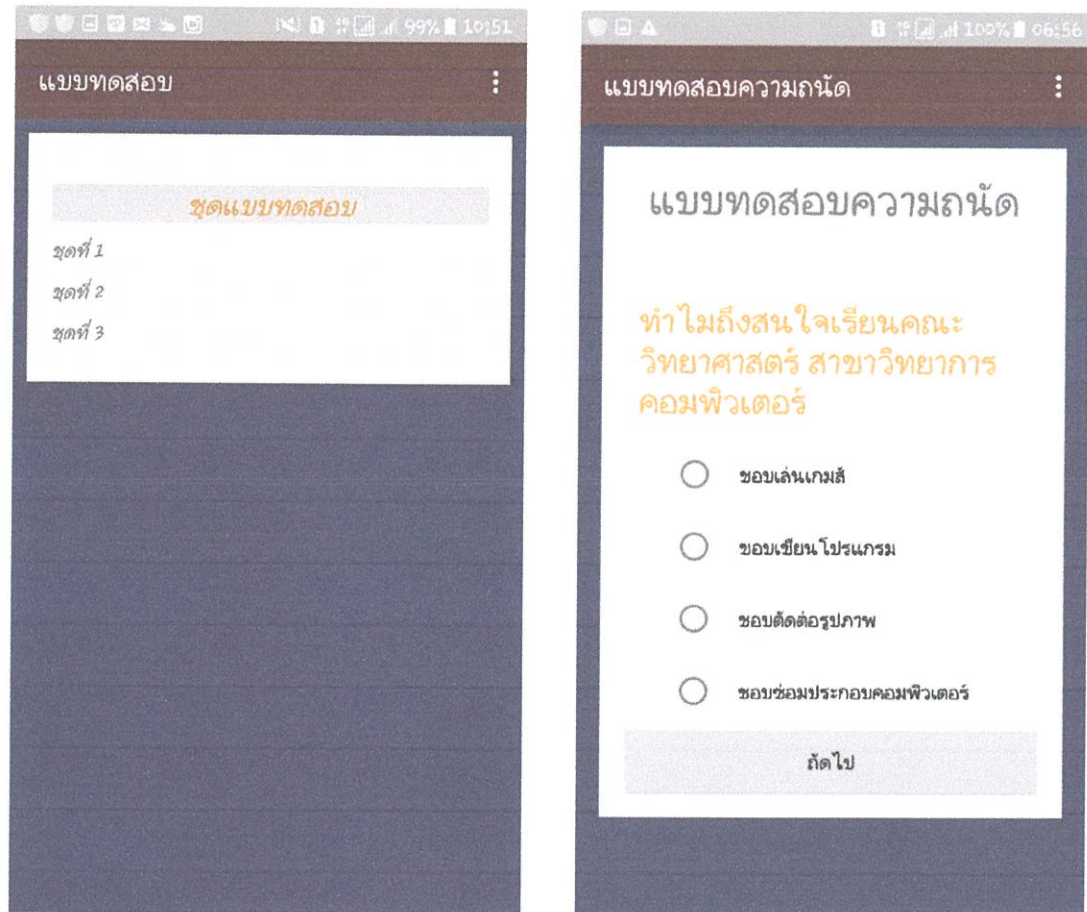 99% 10:51
แบบทดสอบ
ชุดแบบทดสอบ
ชุดที่ 1
ชุดที่ 2
ชุดที่ 3
100% 06:56
แบบทดสอบความถนัด
แบบทดสอบความถนัด
ทำไมถึงสนใจเรียนคณะ
วิทยาศาสตร์ สาขาวิทยาการ
คอมพิวเตอร์
ชอบเล่นเกมส์
ชอบเขียนโปรแกรม
ชอบตัดต่อรูปภาพ
ชอบซ่อมประกอบคอมพิวเตอร์
ถัดไป